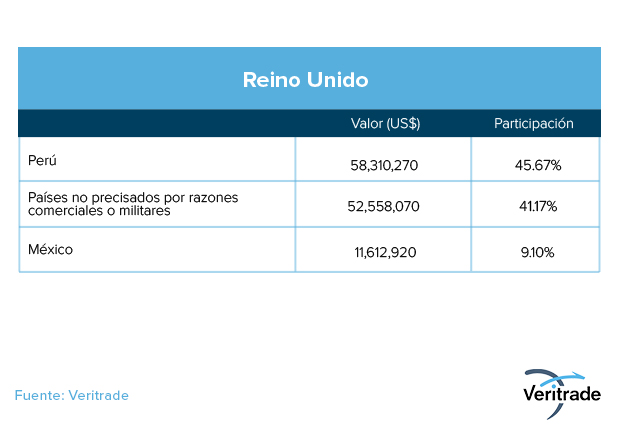 Reino Unido
Valor (US$) Participación
Perú 58,310,270 45.67%
Países no precisados por razones
comerciales o militares 52,558,070 41.17%
México 11,612,920 9.10%
Fuente: Veritrade
Veritrade